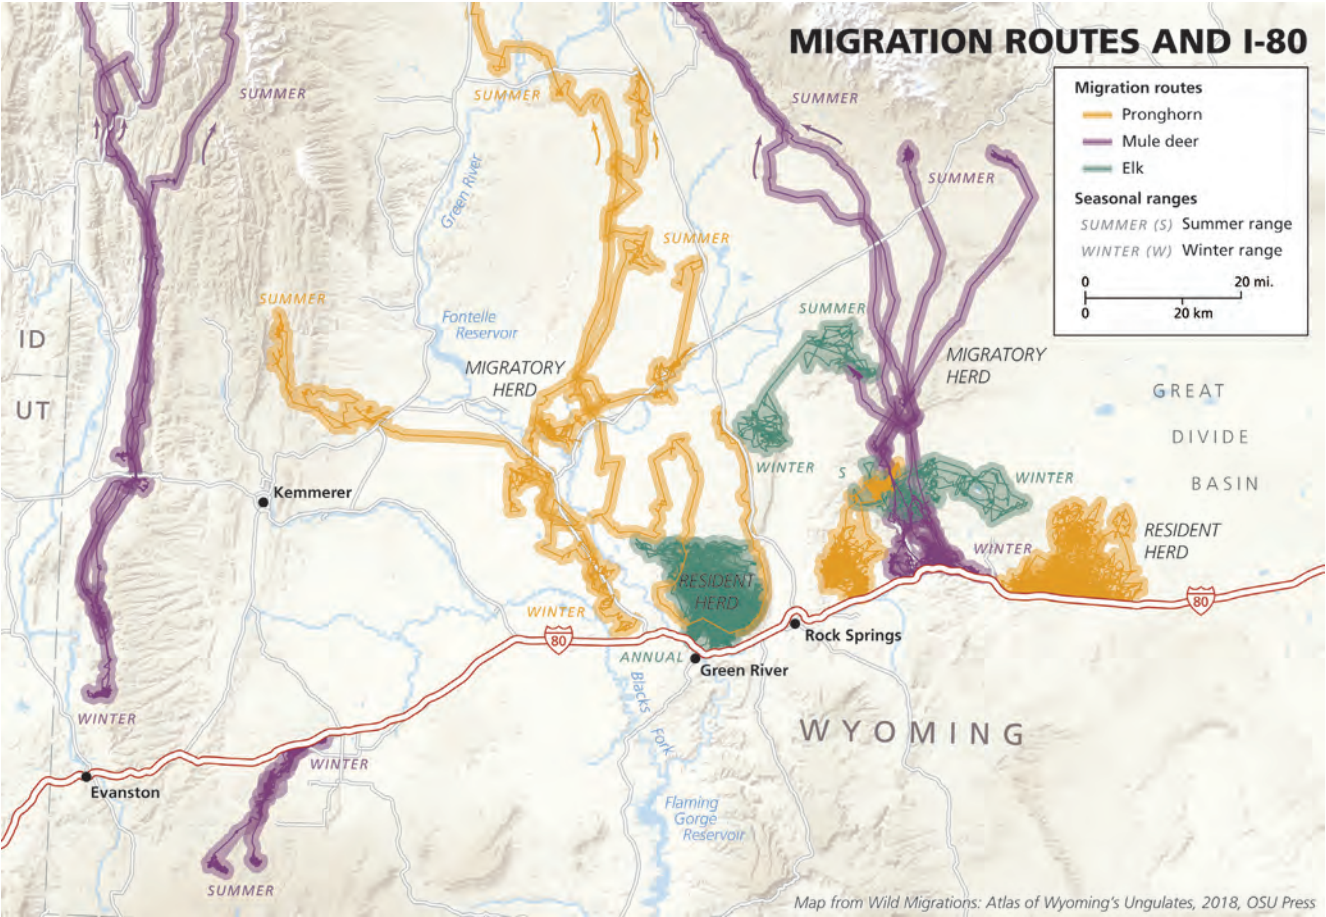 MIGRATION ROUTES AND I-80
Migration routes
Pronghorn
Mule deer
Elk
Seasonal ranges
SUMMER (S) Summer range
WINTER (W) Winter range
0 20 mi.
0 20 km
SUMMER
SUMMER
SUMMER
SUMMER
Green River
SUMMER
SUMMER
SUMMER
Fontelle
Reservoir
ID
UT
MIGRATORY
HERD
MIGRATORY
HERD
GREAT
DIVIDE
BASIN
WINTER
S
WINTER
Kemmerer
RESIDENT
HERD
WINTER
RESIDENT
HERD
WINTER
80
80
Rock Springs
ANNUAL
Green River
Blacks
Fork
WINTER
WYOMING
WINTER
Evanston
Flaming
Gorge
Reservoir
SUMMER
Map from Wild Migrations: Atlas of Wyoming's Ungulates, 2018, OSU Press